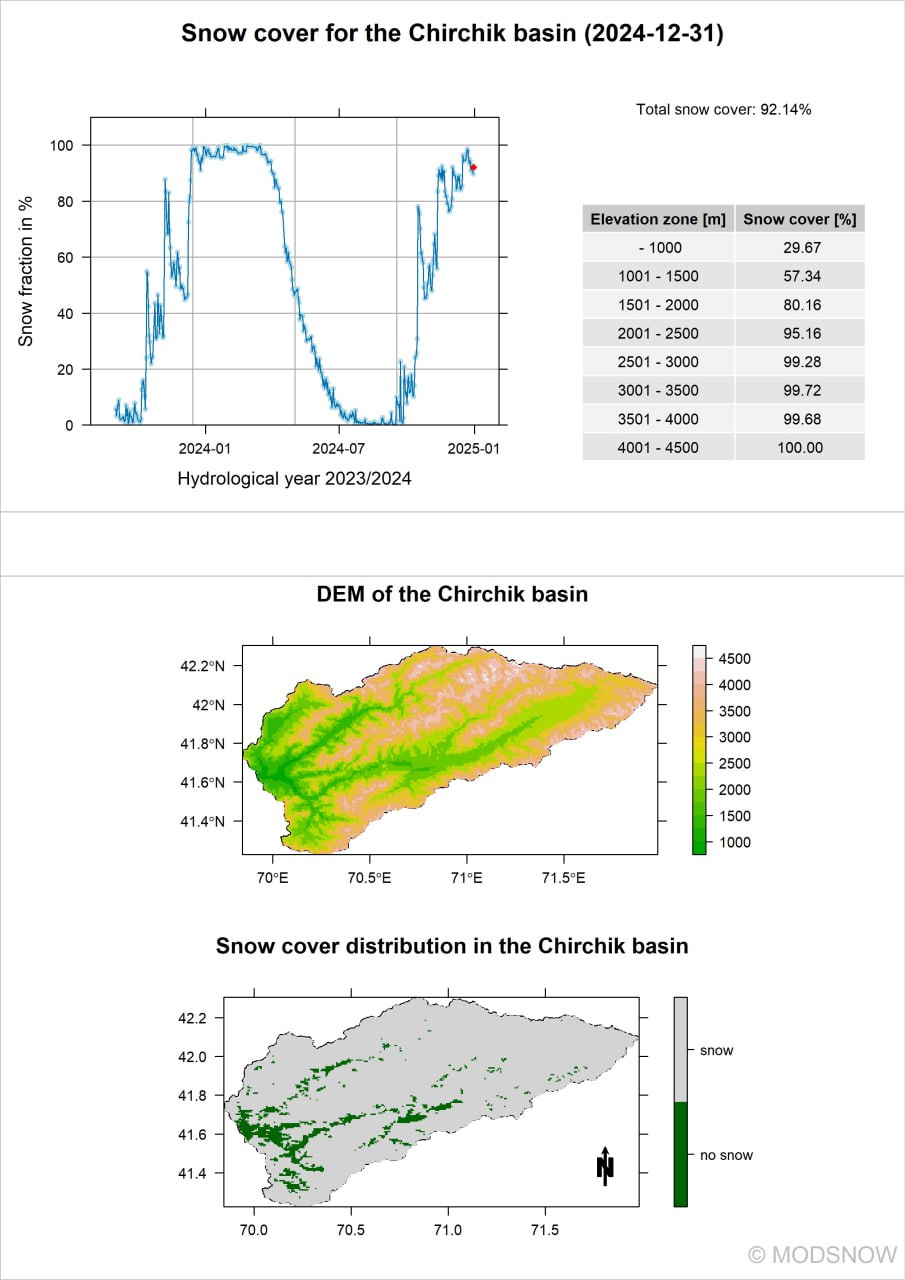 Snow cover for the Chirchik basin (2024-12-31)
Total snow cover: 92.14%
Snow fraction in %
100
80
60
40
20
0
2024-01 2024-07 2025-01
Hydrological year 2023/2024
Elevation zone [m] Snow cover [%]
- 1000 29.67
1001 - 1500 57.34
1501 - 2000 80.16
2001 - 2500 95.16
2501 - 3000 99.28
3001 - 3500 99.72
3501 - 4000 99.68
4001 - 4500 100.00
DEM of the Chirchik basin
42.2°N
42°N
41.8°N
41.6°N
41.4°N
70°E 70.5°E 71°E 71.5°E
4500
4000
3500
3000
2500
2000
1500
1000
Snow cover distribution in the Chirchik basin
42.2
42.0
41.8
41.6
41.4
70.0 70.5 71.0 71.5
N
snow
no snow
© MODSNOW